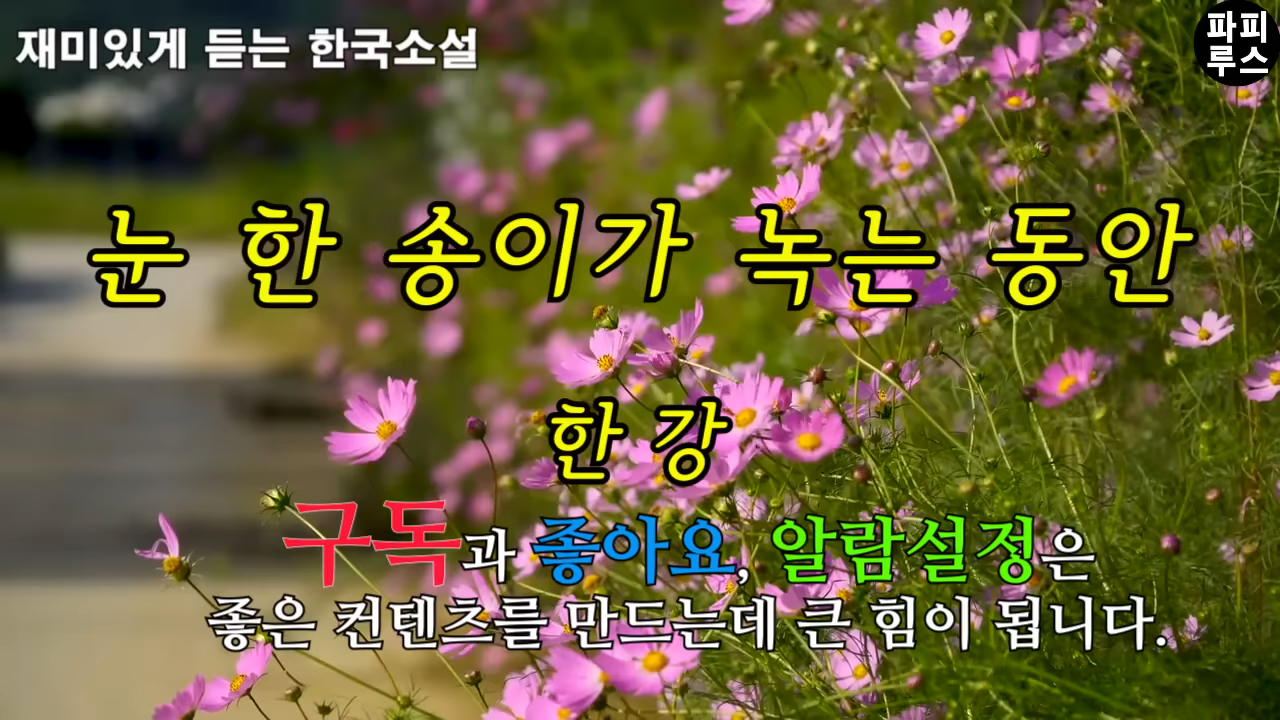 재미있게 듣는 한국소설
파피
루스
눈 한 송이가 녹는 동안
한 강
구독과 좋아요, 알람설정은
좋은 컨텐츠를 만드는데 큰 힘이 됩니다.